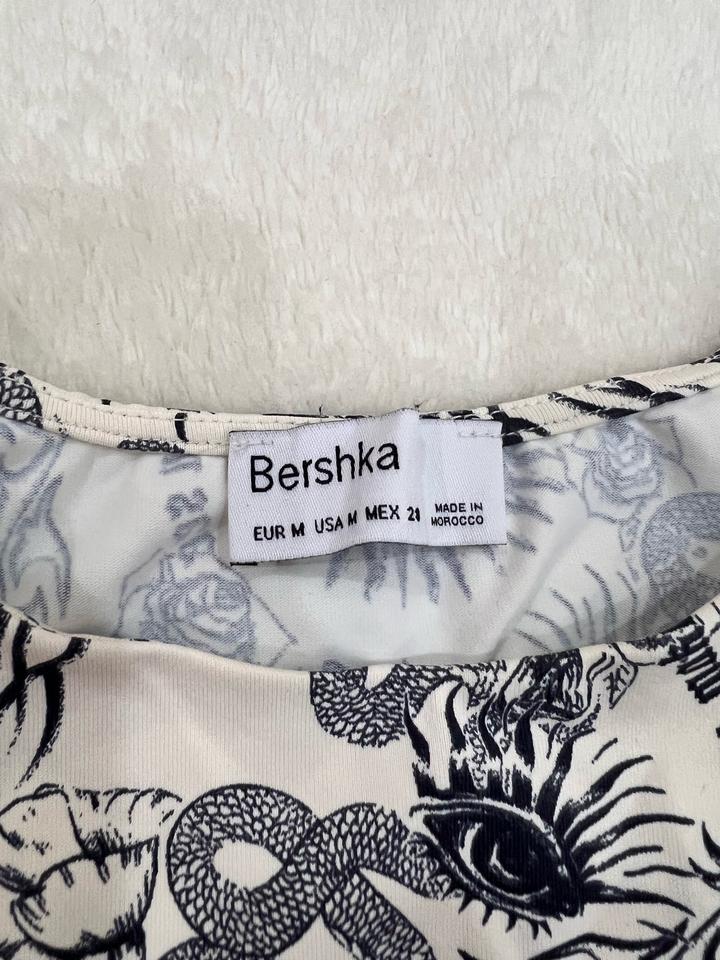 Bershka
EUR M USA M MEX 28
MADE IN
MOROCCO